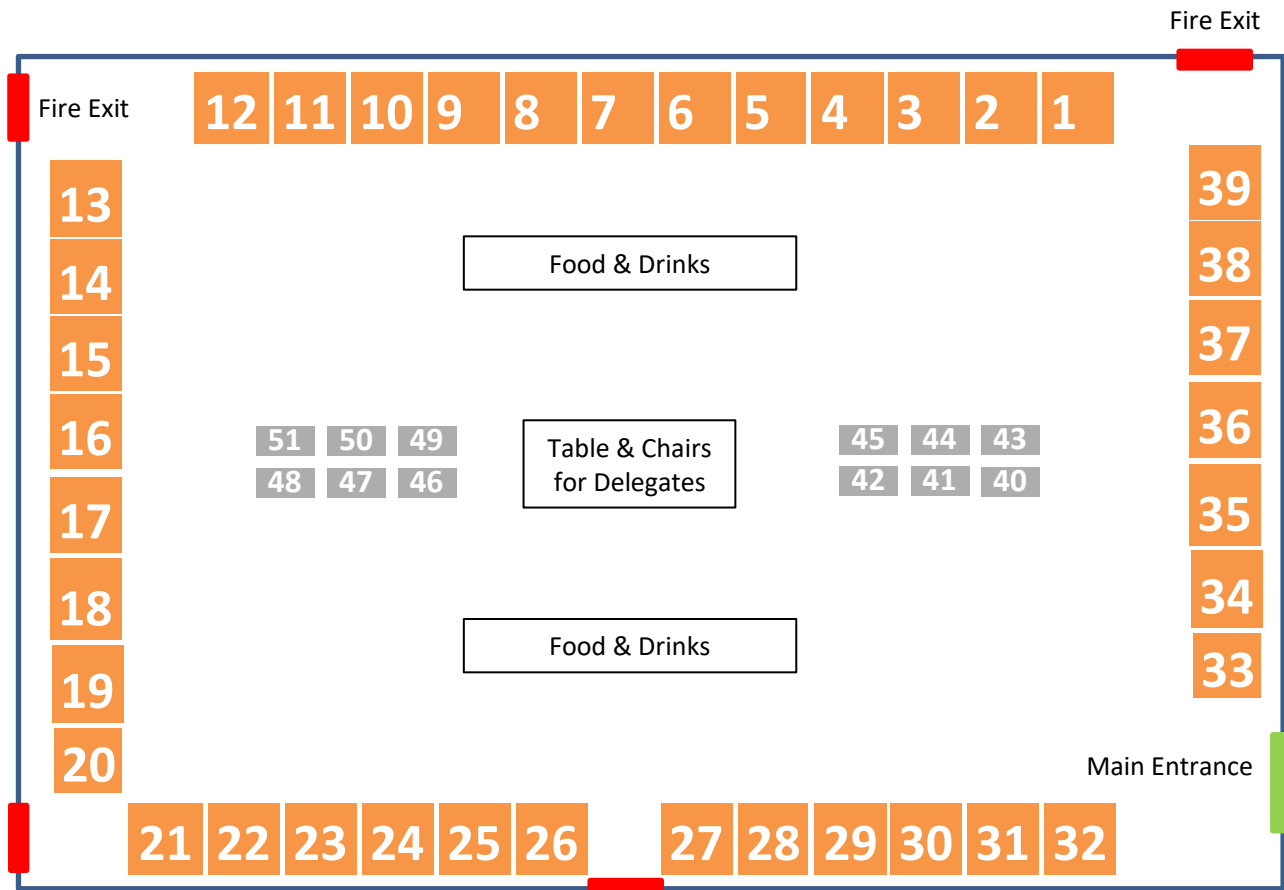 Fire Exit
Fire Exit
12 11 10 9 8 7 6 5 4 3 2 1
13
14
15
16
17
18
19
20
Food & Drinks
51 50 49
48 47 46
Table & Chairs
for Delegates
45 44 43
42 41 40
Food & Drinks
39
38
37
36
35
34
33
Main Entrance
21 22 23 24 25 26 27 28 29 30 31 32